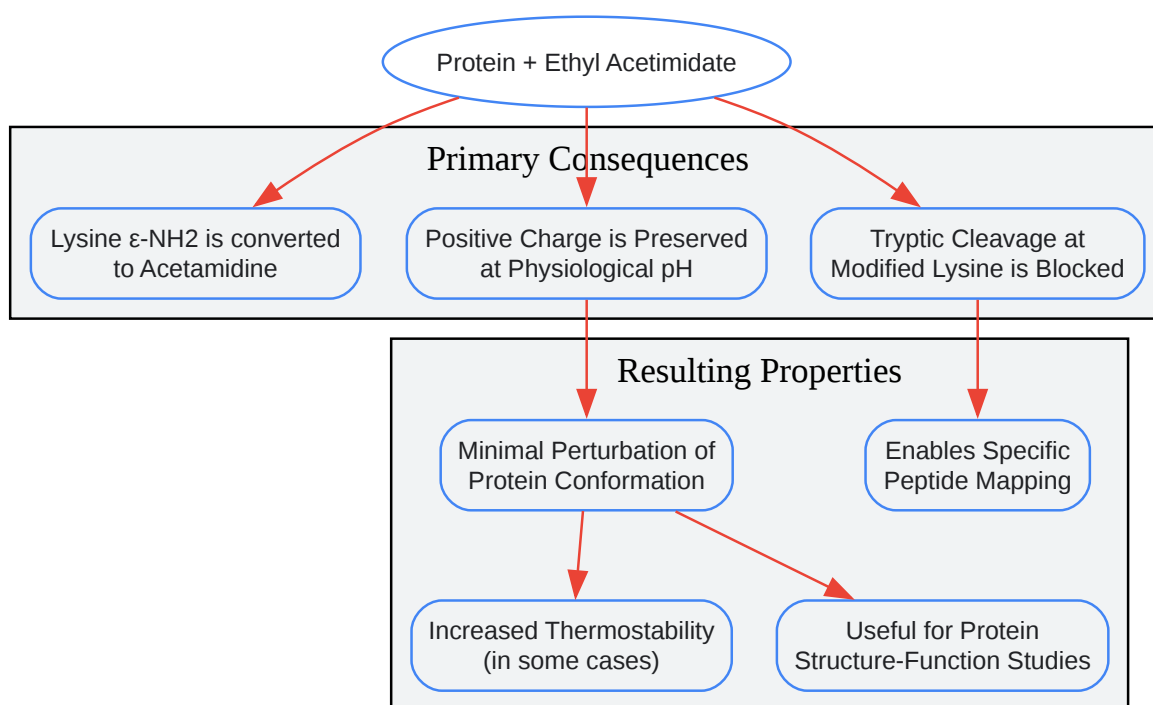 Protein + Ethyl Acetimidate
Primary Consequences
Lysine ε-NH2 is converted
to Acetamidine
Positive Charge is Preserved
at Physiological pH
Tryptic Cleavage at
Modified Lysine is Blocked
Resulting Properties
Minimal Perturbation of
Protein Conformation
Enables Specific
Peptide Mapping
Increased Thermostability
(in some cases)
Useful for Protein
Structure-Function Studies